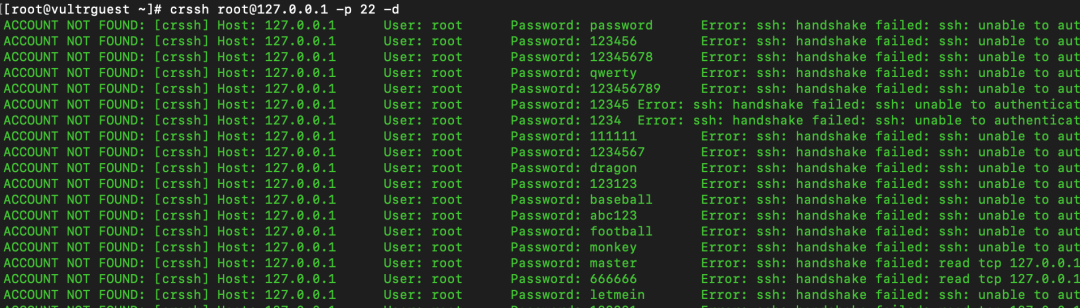 [[root@vultrguest ~]# crssh root@127.0.0.1 -p 22 -d
ACCOUNT NOT FOUND: [crssh] Host: 127.0.0.1 User: root Password: password Error: ssh: handshake failed: ssh: unable to aut
ACCOUNT NOT FOUND: [crssh] Host: 127.0.0.1 User: root Password: 123456 Error: ssh: handshake failed: ssh: unable to aut
ACCOUNT NOT FOUND: [crssh] Host: 127.0.0.1 User: root Password: 12345678 Error: ssh: handshake failed: ssh: unable to aut
ACCOUNT NOT FOUND: [crssh] Host: 127.0.0.1 User: root Password: qwerty Error: ssh: handshake failed: ssh: unable to aut
ACCOUNT NOT FOUND: [crssh] Host: 127.0.0.1 User: root Password: 123456789 Error: ssh: handshake failed: ssh: unable to aut
ACCOUNT NOT FOUND: [crssh] Host: 127.0.0.1 User: root Password: 12345 Error: ssh: handshake failed: ssh: unable to authenticat
ACCOUNT NOT FOUND: [crssh] Host: 127.0.0.1 User: root Password: 1234 Error: ssh: handshake failed: ssh: unable to authenticat
ACCOUNT NOT FOUND: [crssh] Host: 127.0.0.1 User: root Password: 111111 Error: ssh: handshake failed: ssh: unable to aut
ACCOUNT NOT FOUND: [crssh] Host: 127.0.0.1 User: root Password: 1234567 Error: ssh: handshake failed: ssh: unable to aut
ACCOUNT NOT FOUND: [crssh] Host: 127.0.0.1 User: root Password: dragon Error: ssh: handshake failed: ssh: unable to aut
ACCOUNT NOT FOUND: [crssh] Host: 127.0.0.1 User: root Password: 123123 Error: ssh: handshake failed: ssh: unable to aut
ACCOUNT NOT FOUND: [crssh] Host: 127.0.0.1 User: root Password: baseball Error: ssh: handshake failed: ssh: unable to aut
ACCOUNT NOT FOUND: [crssh] Host: 127.0.0.1 User: root Password: abc123 Error: ssh: handshake failed: ssh: unable to aut
ACCOUNT NOT FOUND: [crssh] Host: 127.0.0.1 User: root Password: football Error: ssh: handshake failed: ssh: unable to aut
ACCOUNT NOT FOUND: [crssh] Host: 127.0.0.1 User: root Password: monkey Error: ssh: handshake failed: ssh: unable to aut
ACCOUNT NOT FOUND: [crssh] Host: 127.0.0.1 User: root Password: master Error: ssh: handshake failed: read tcp 127.0.0.1
ACCOUNT NOT FOUND: [crssh] Host: 127.0.0.1 User: root Password: 666666 Error: ssh: handshake failed: read tcp 127.0.0.1
ACCOUNT NOT FOUND: [crssh] Host: 127.0.0.1 User: root Password: letmein Error: ssh: handshake failed: ssh: unable to aut